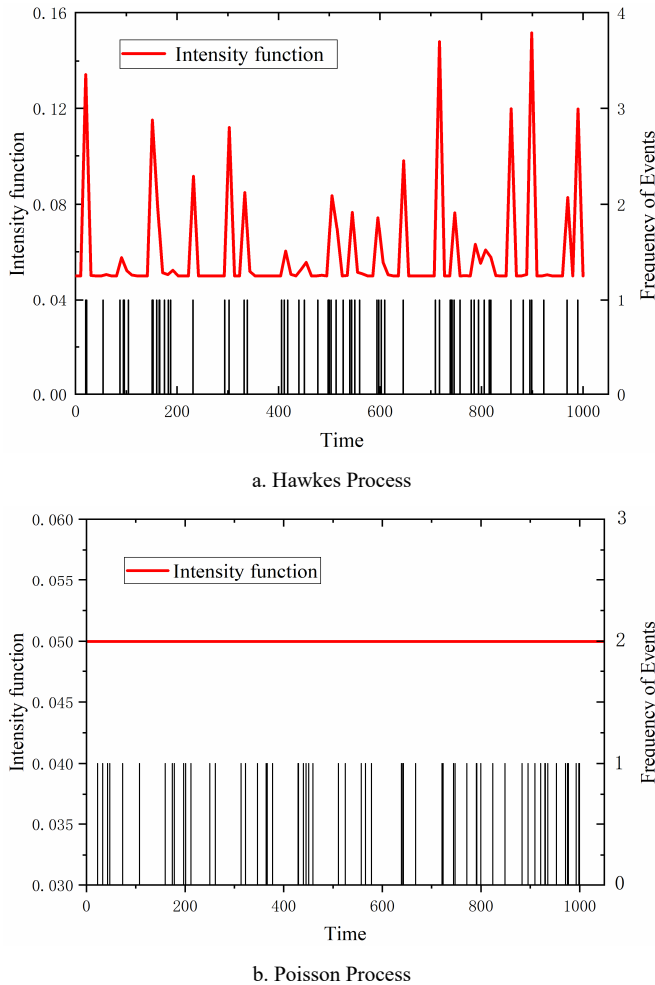 0.16
0.12
0.08
0.04
0.00
Intensity function
Intensity function
4
3
2
1
0
Frequency of Events
0 200 400 600 800 1000
Time
a. Hawkes Process
0.060
0.055
0.050
0.045
0.040
0.035
0.030
Intensity function
Intensity function
3
2
1
0
Frequency of Events
0 200 400 600 800 1000
Time
b. Poisson Process